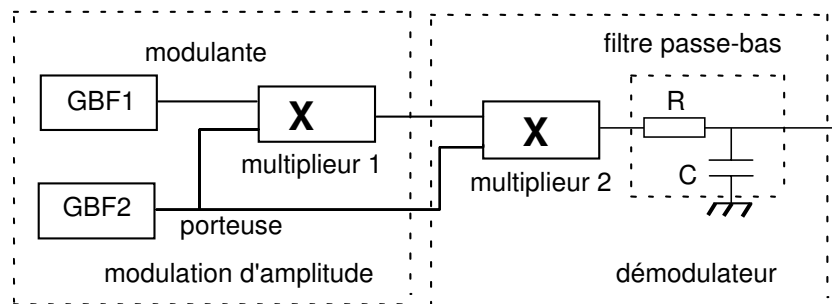 modulante
GBF1
X
multiplieur 1
GBF2
porteuse
modulation d'amplitude
filtre passe-bas
R
X
multiplieur 2
C
démodulateur